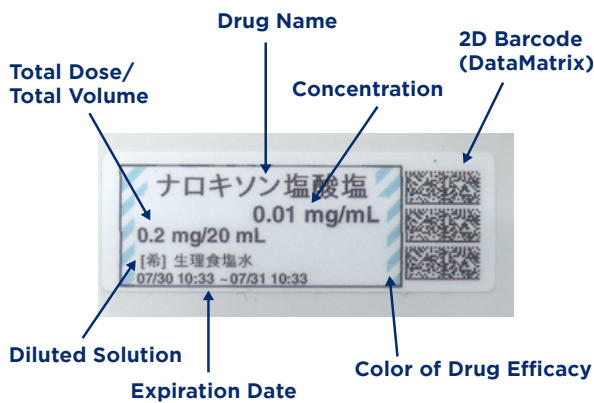 Drug Name
2D Barcode
(DataMatrix)
Total Dose/
Total Volume
Concentration
ナロキソン塩酸塩
0.01 mg/mL
0.2 mg/20 mL
[希] 生理食塩水
07/30 10:33 ~07/31 10:33
Diluted Solution
Color of Drug Efficacy
Expiration Date